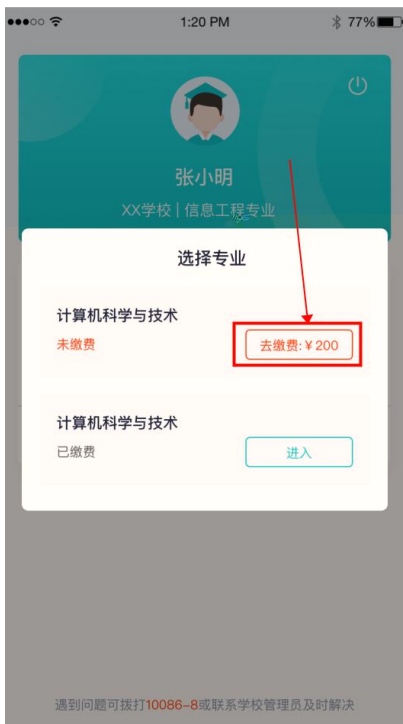 1:20 PM
77%
张小明
XX学校 | 信息工程专业
选择专业
计算机科学与技术
未缴费
去缴费:￥200
计算机科学与技术
已缴费
进入
遇到问题可拨打10086-8或联系学校管理员及时解决